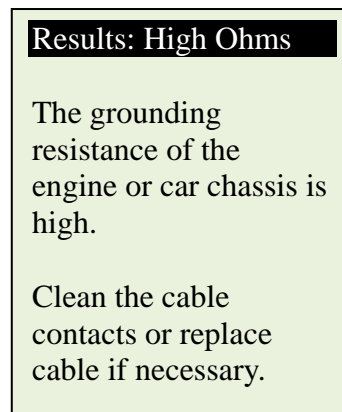 Results: High Ohms
The grounding
resistance of the
engine or car chassis is
high.
Clean the cable
contacts or replace
cable if necessary.